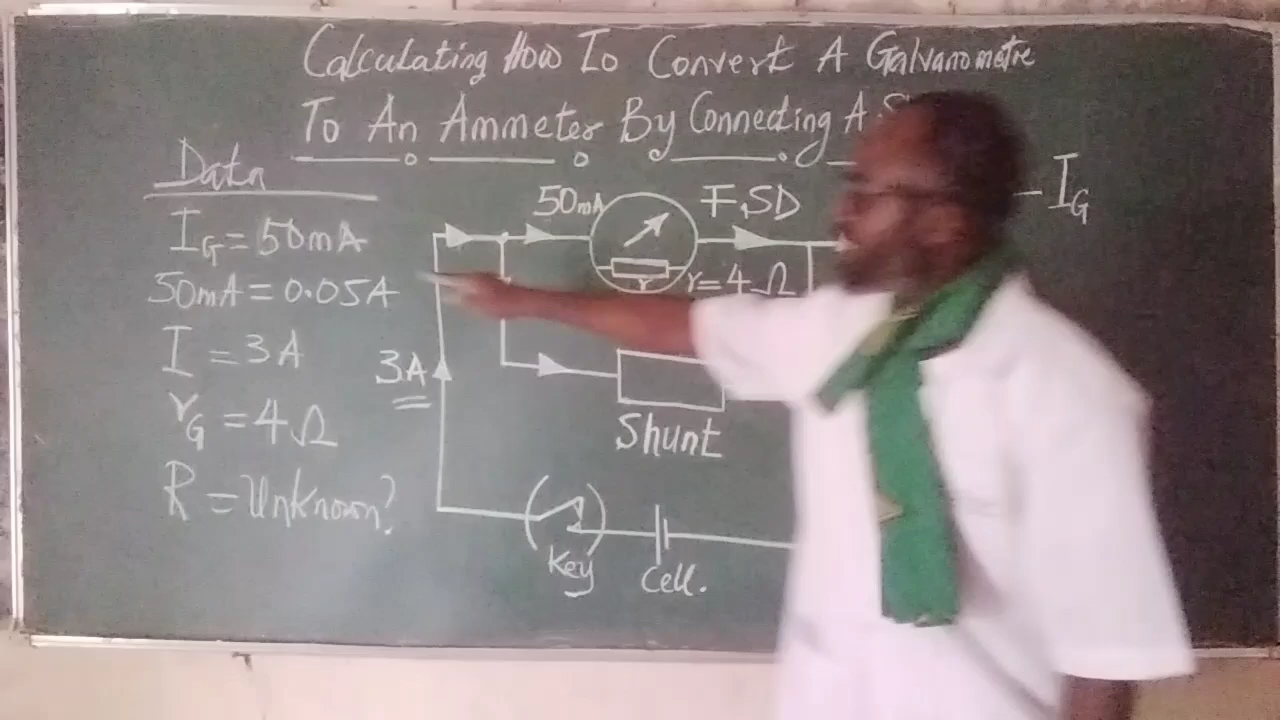 Calculating How To Convert A Galvanometre
To An Ammeter By Connecting A
Data
I_G = 50mA
50mA = 0.05A
I = 3A
r_G = 4Ω
R = Unknown?
50mA
F.SD
r
r=4Ω
3A
Shunt
Key
Cell.
– I_G